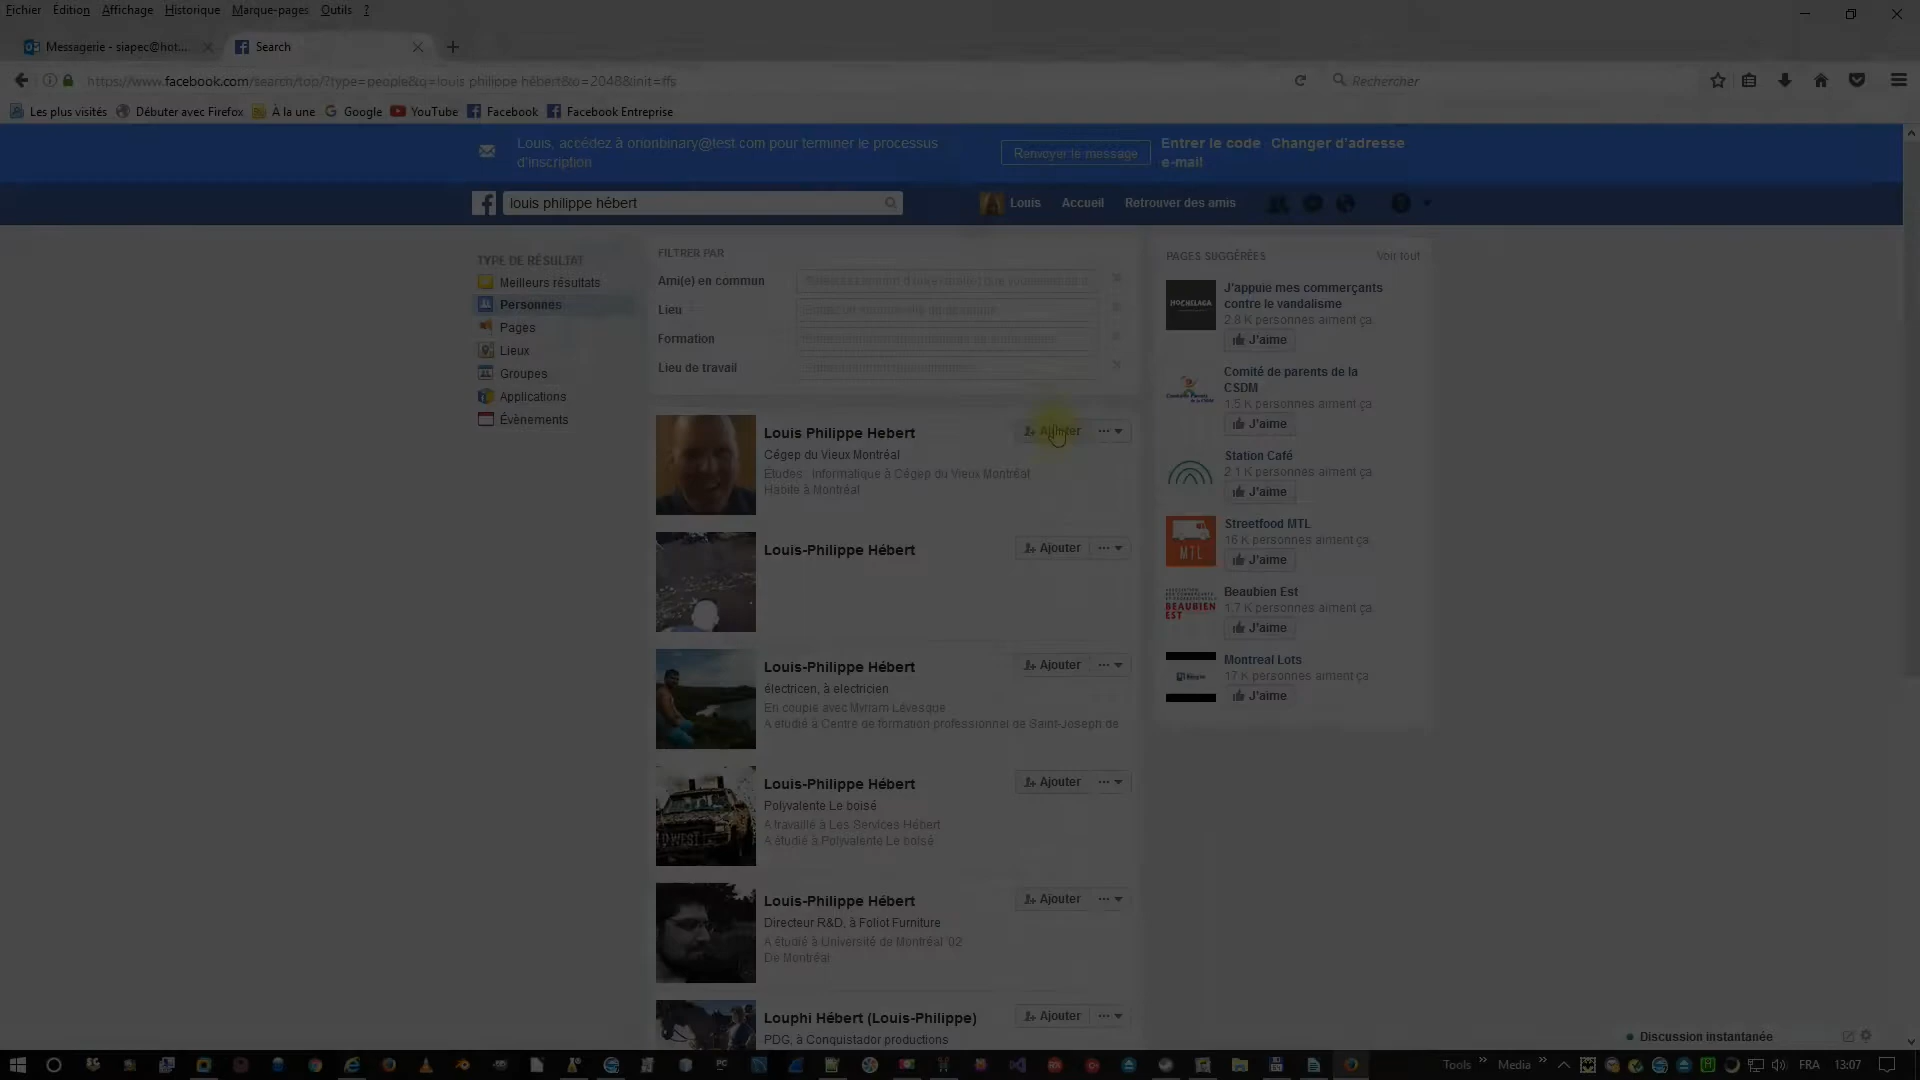 Fichier Édition Affichage Historique Marque-pages Outils ?
Messagerie - siapec@hot...
Search
https://www.facebook.com/search/top/?type=people&q=louis philippe hébert&o=2048&init=ffs
Rechercher
Les plus visités Débuter avec Firefox À la une Google YouTube Facebook Facebook Entreprise
Louis, accédez à orionbinary@test.com pour terminer le processus
d'inscription
Renvoyer le message
Entrer le code Changer d'adresse
e-mail
louis philippe hébert
Louis Accueil Retrouver des amis
TYPE DE RÉSULTAT
Meilleurs résultats
Personnes
Pages
Lieux
Groupes
Applications
Évènements
FILTRER PAR
Ami(e) en commun
Lieu
Formation
Lieu de travail
Louis Philippe Hebert
Ajouter
Cégep du Vieux Montréal
Études : Informatique à Cégep du Vieux Montréal
Habite à Montréal
Louis-Philippe Hébert
Ajouter
Louis-Philippe Hébert
Ajouter
électricen, à electricien
En couple avec Myriam Lévesque
A étudié à Centre de formation professionnel de Saint-Joseph de
Louis-Philippe Hébert
Ajouter
Polyvalente Le boisé
A travaillé à Les Services Hébert
A étudié à Polyvalente Le boisé
Louis-Philippe Hébert
Ajouter
Directeur R&D, à Foliot Furniture
A étudié à Université de Montréal '02
De Montréal
Louphi Hébert (Louis-Philippe)
Ajouter
PDG, à Conquistador productions
PAGES SUGGÉRÉES
Voir tout
HOCHELAGA
J'appuie mes commerçants
contre le vandalisme
2.8 K personnes aiment ça.
J'aime
Comité de parents de la
CSDM
1.5 K personnes aiment ça.
J'aime
Station Café
2.1 K personnes aiment ça.
J'aime
MTL
Streetfood MTL
16 K personnes aiment ça.
J'aime
BEAUBIEN
EST
Beaubien Est
1.7 K personnes aiment ça.
J'aime
Montreal Lots
17 K personnes aiment ça.
J'aime
Discussion instantanée
Tools » Media » FRA 13:07